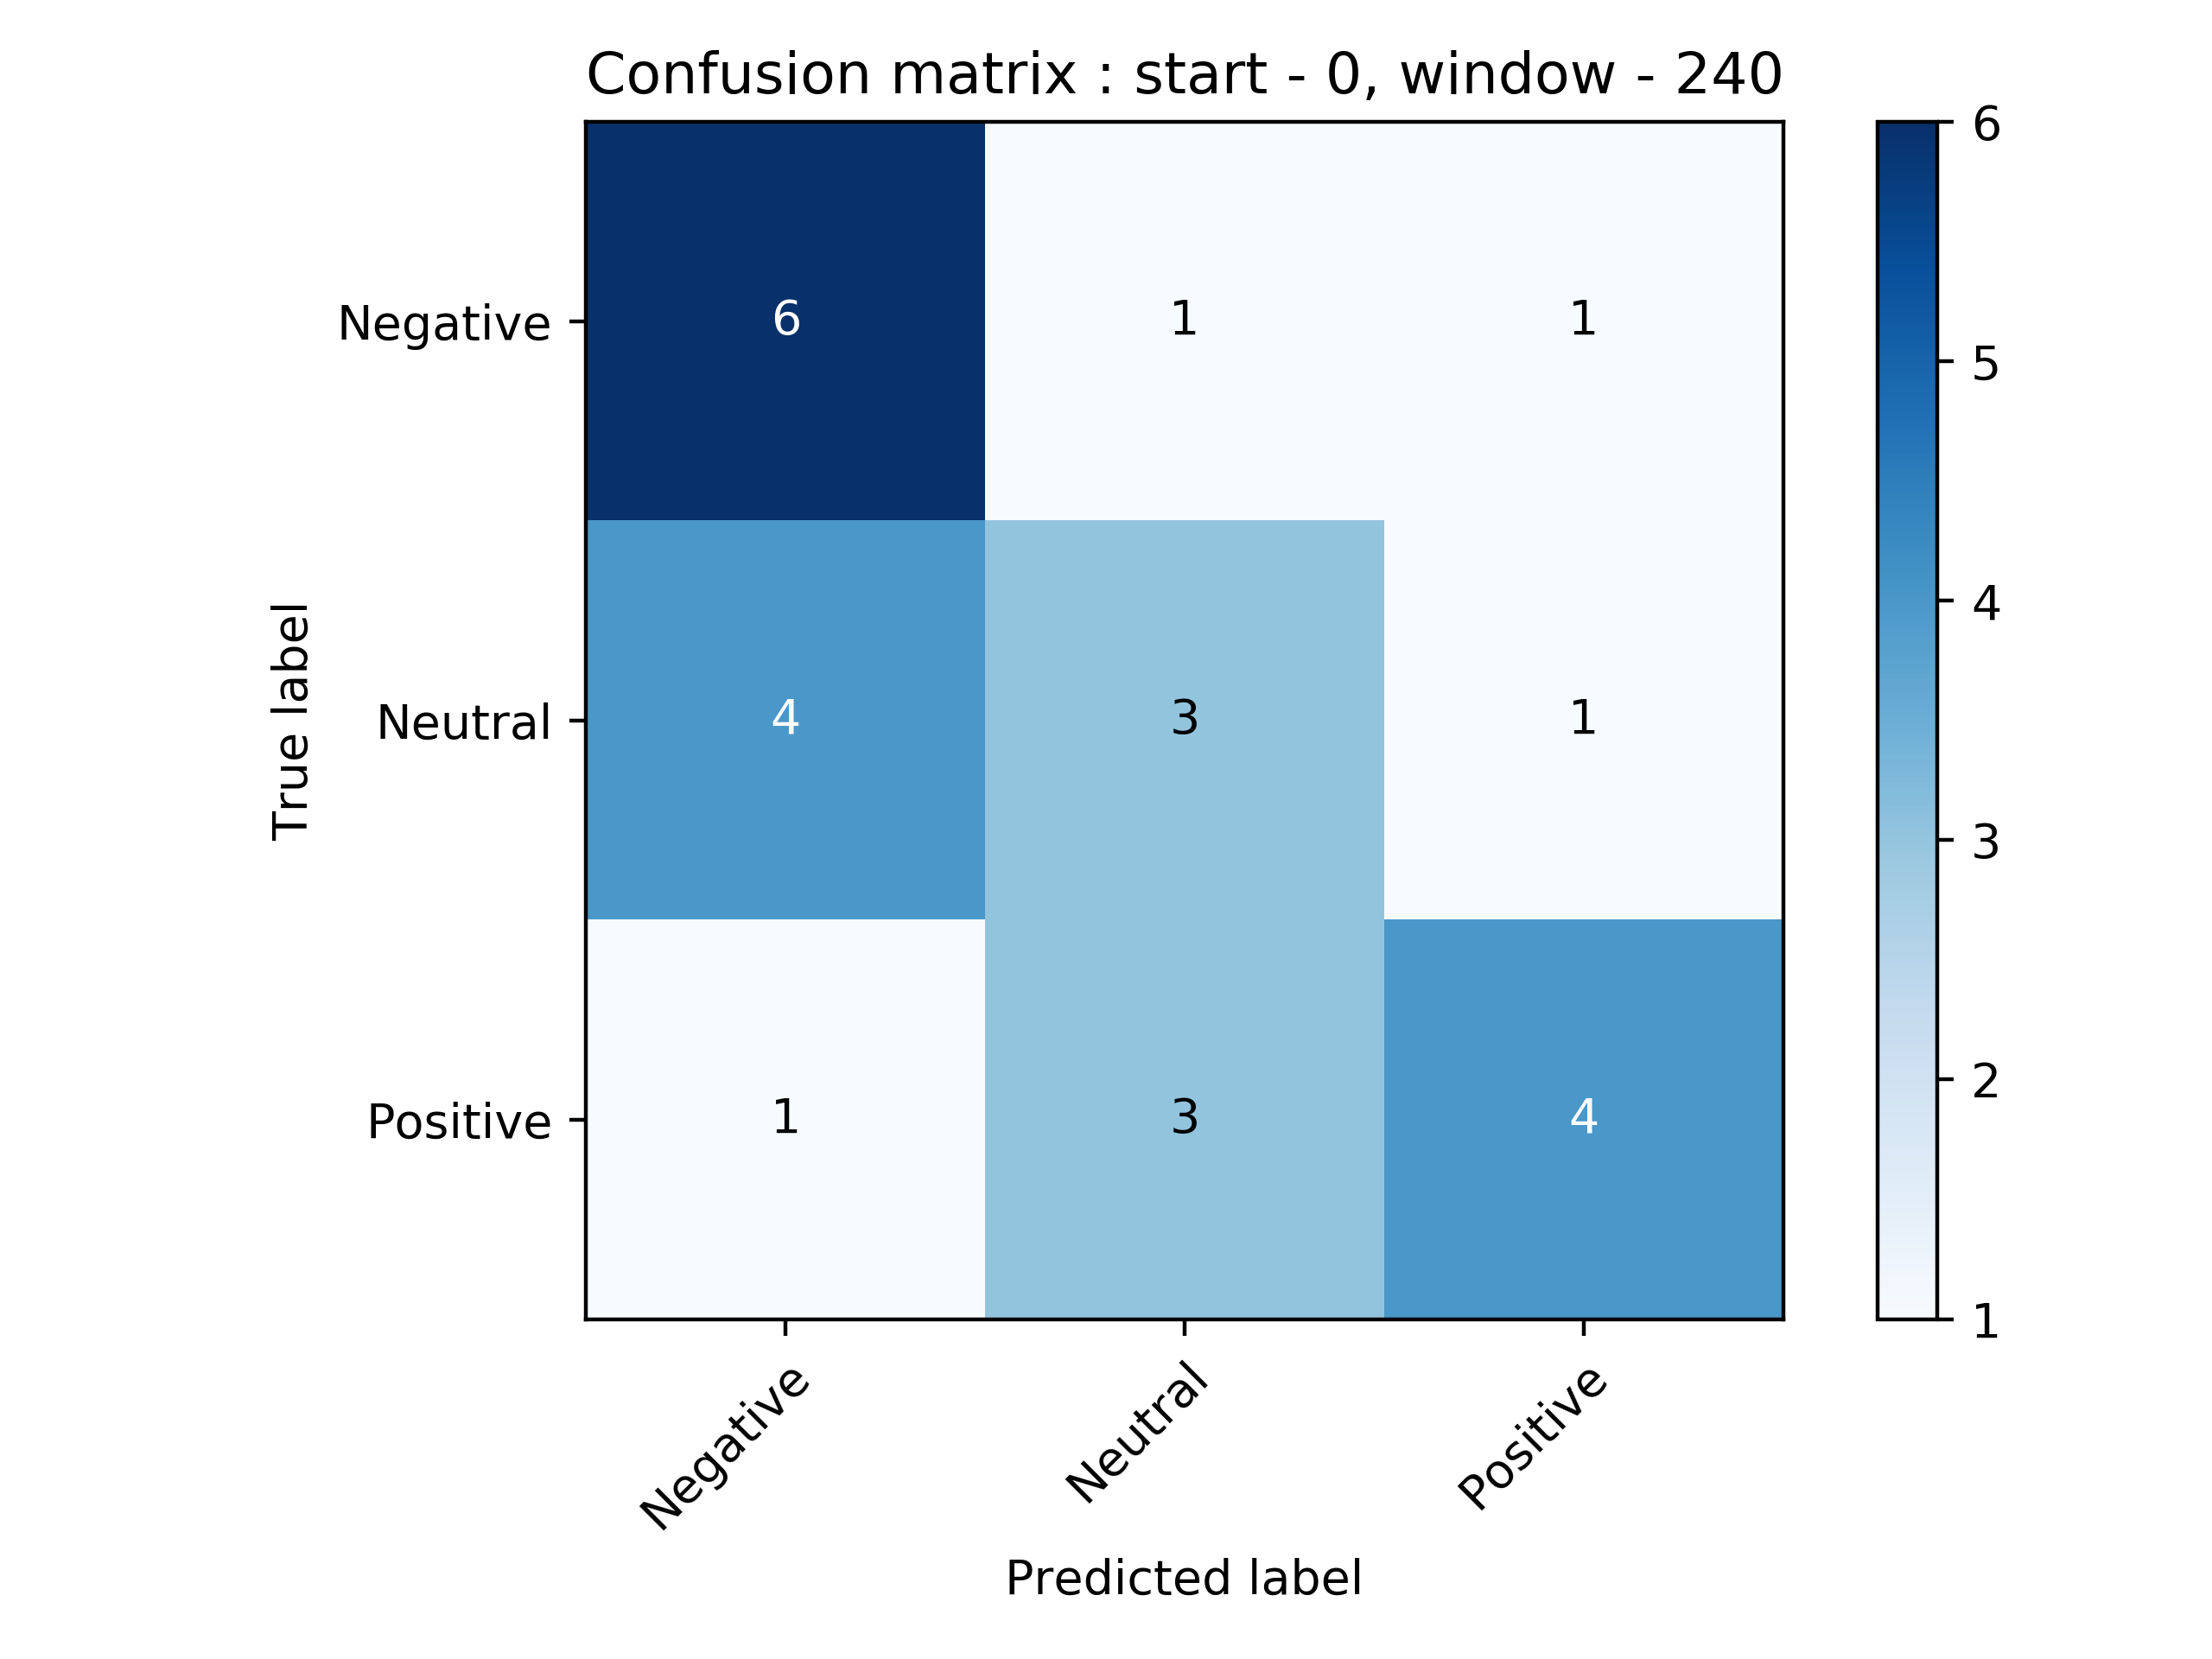 Confusion matrix : start - 0, window - 240
6
Negative
6 1 1
5
4
True label
Neutral
4 3 1
3
2
Positive
1 3 4
1
Negative Neutral Positive
Predicted label